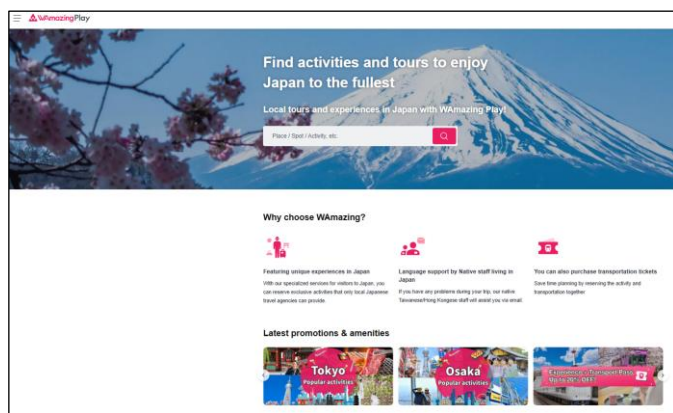 WAmazingPlay
Find activities and tours to enjoy
Japan to the fullest
Local tours and experiences in Japan with WAmazing Play!
Place / Spot / Activity, etc.
Why choose WAmazing?
Featuring unique experiences in Japan
With our specialized services for visitors to Japan, you
can reserve exclusive activities that only local Japanese
travel agencies can provide.
Language support by Native staff living in
Japan
If you have any problems during your trip, our native
Taiwanese/Hong Kongese staff will assist you via email
You can also purchase transportation tickets
Save time planning by reserving the activity and
transportation together
Latest promotions & amenities
Tokyo
Popular activities
Osaka
Popular activities
Experience + Transport Pass
Up to 20% OFF!